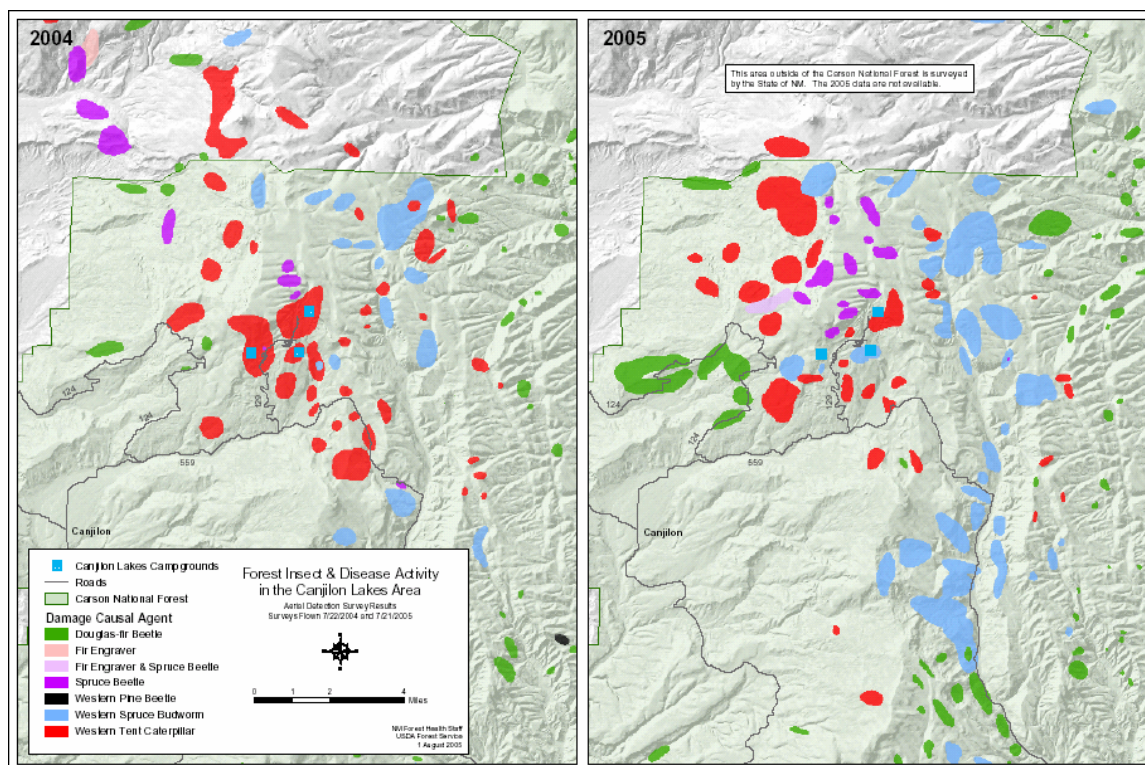 2004
124
194
129
559
Canjilon
Canjilon Lakes Campgrounds
Roads
Carson National Forest
Damage Causal Agent
Douglas-fir Beetle
Fir Engraver
Fir Engraver & Spruce Beetle
Spruce Beetle
Western Pine Beetle
Western Spruce Budworm
Western Tent Caterpillar
Forest Insect & Disease Activity
in the Canjilon Lakes Area
Aerial Detection Survey Results
Surveys Flown 7/22/2004 and 7/21/2005
0 1 2 4
Miles
NM Forest Health Staff
USDA Forest Service
1 August 2005
2005
This area outside of the Carson National Forest is surveyed
by the State of NM. The 2005 data are not available.
124
124
129
559
Canjilon